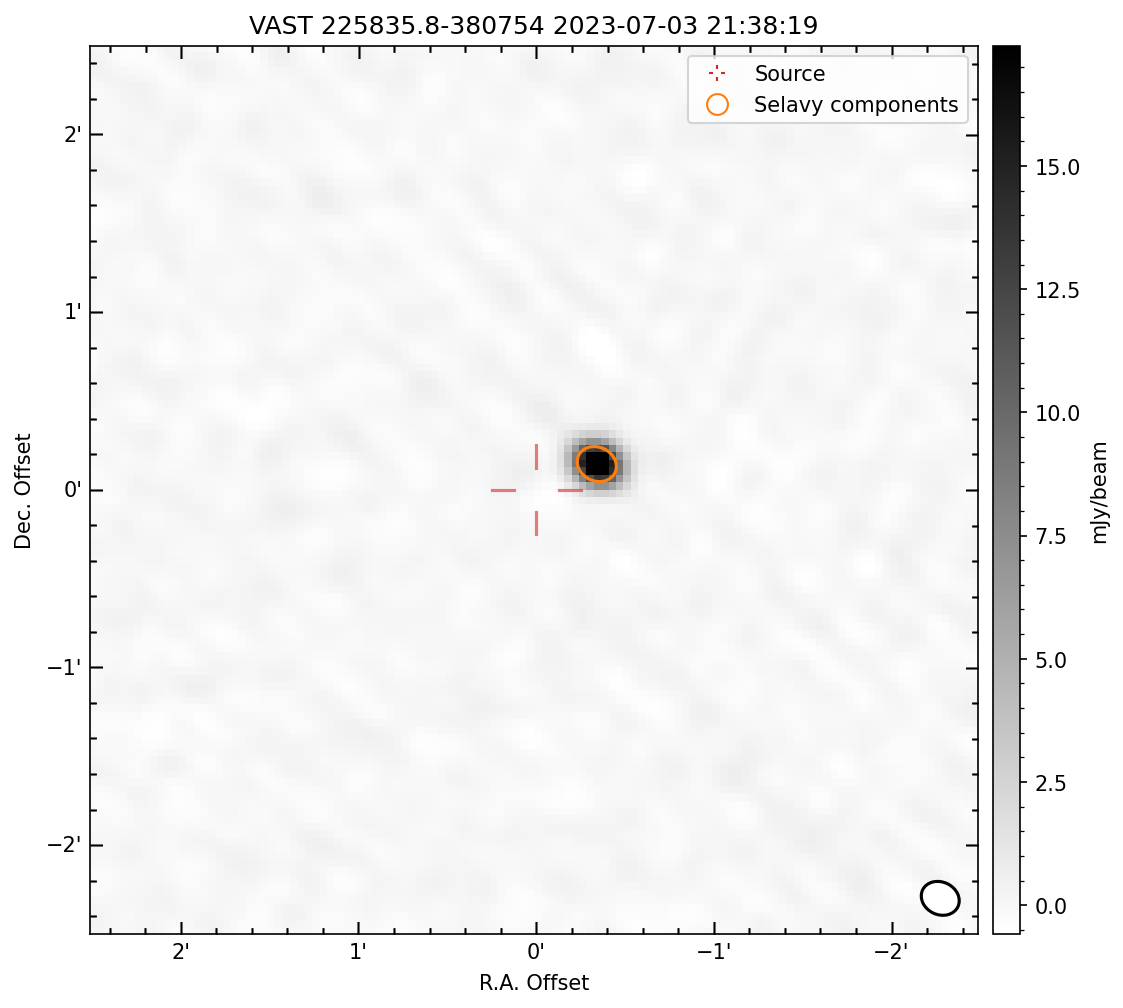 VAST 225835.8-380754 2023-07-03 21:38:19
Source
Selavy components
2'
1'
0'
−1'
−2'
Dec. Offset
2'
1'
0'
−1'
−2'
R.A. Offset
15.0
12.5
10.0
7.5
5.0
2.5
0.0
mJy/beam